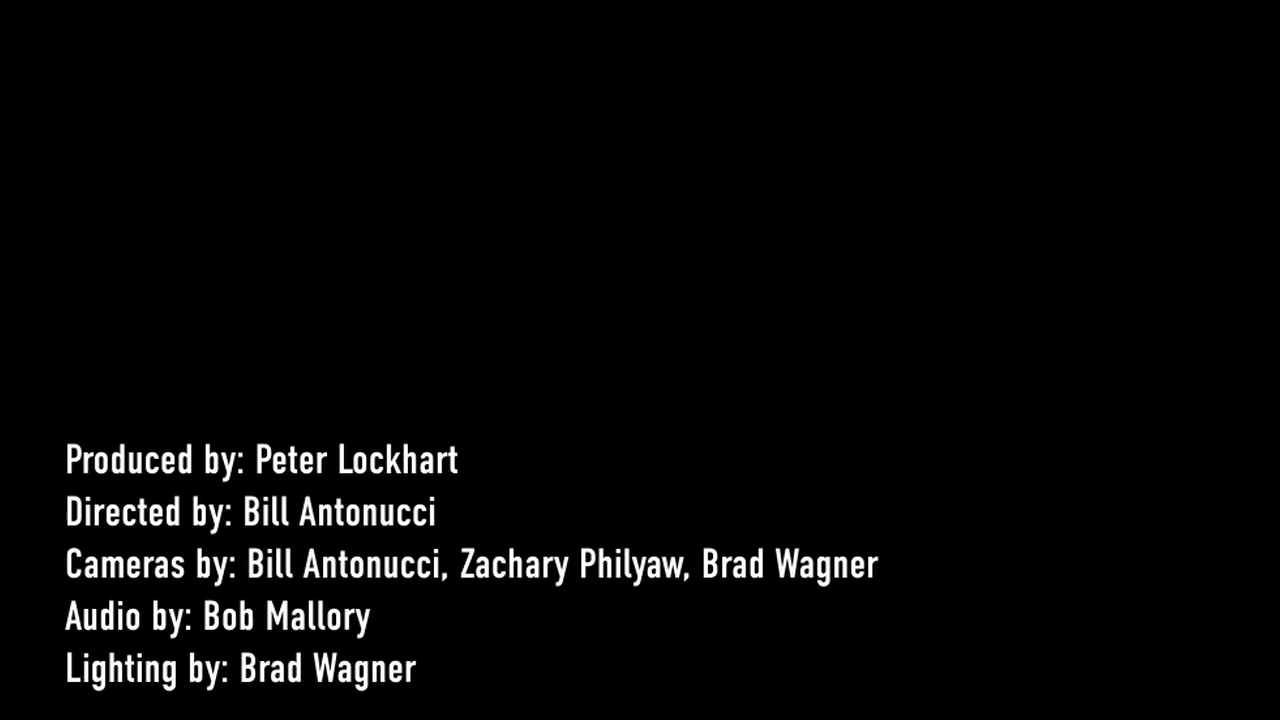 Produced by: Peter Lockhart
Directed by: Bill Antonucci
Cameras by: Bill Antonucci, Zachary Philyaw, Brad Wagner
Audio by: Bob Mallory
Lighting by: Brad Wagner